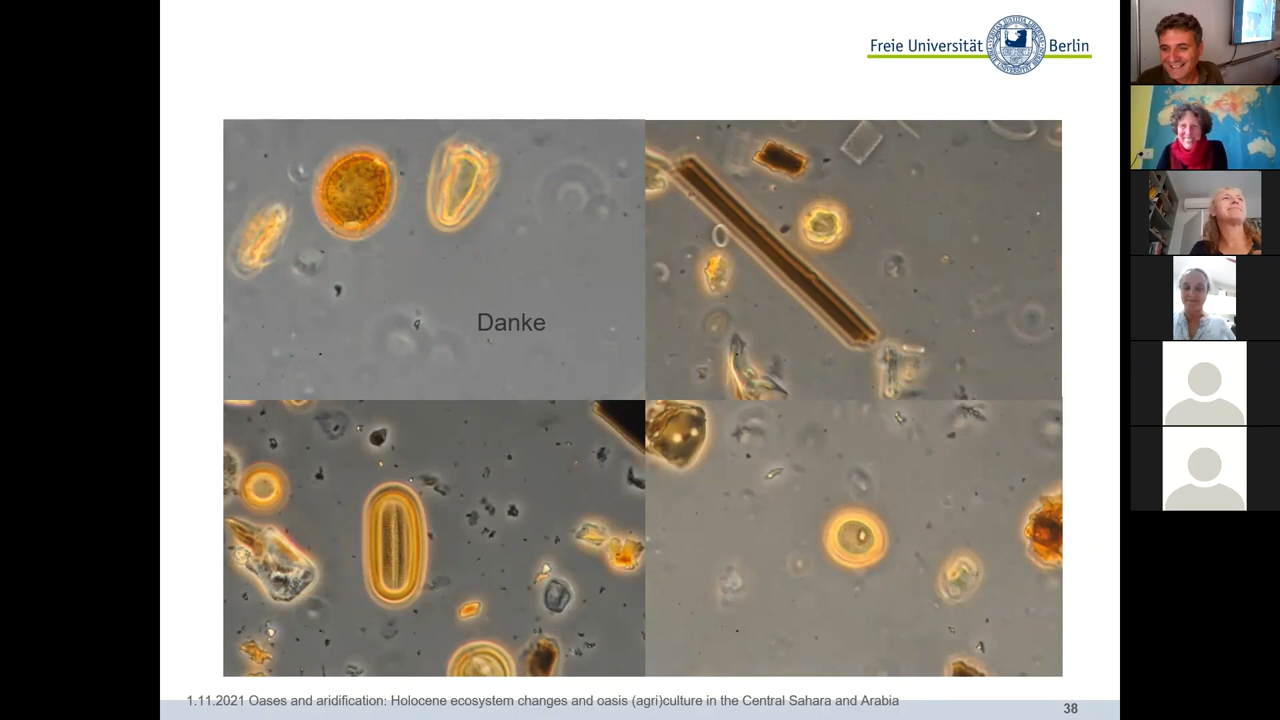 Freie Universität Berlin
Danke
1.11.2021 Oases and aridification: Holocene ecosystem changes and oasis (agri)culture in the Central Sahara and Arabia
38